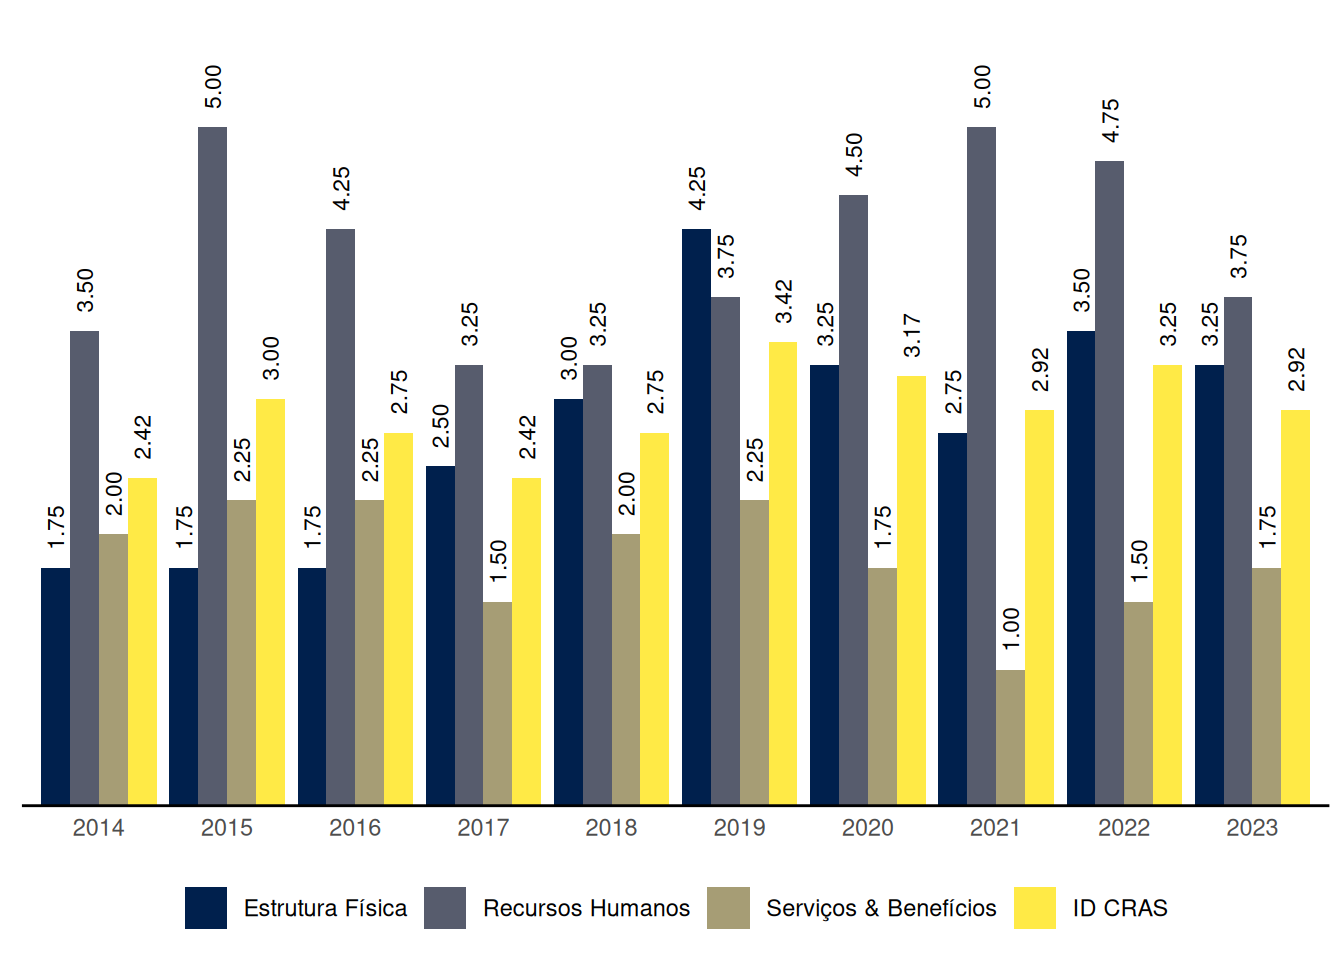 1.75 3.50 2.00 2.42
1.75 5.00 2.25 3.00
1.75 4.25 2.25 2.75
2.50 3.25 1.50 2.42
3.00 3.25 2.00 2.75
4.25 3.75 2.25 3.42
3.25 4.50 1.75 3.17
2.75 5.00 1.00 2.92
3.50 4.75 1.50 3.25
3.25 3.75 1.75 2.92
2014 2015 2016 2017 2018 2019 2020 2021 2022 2023
Estrutura Física Recursos Humanos Serviços & Benefícios ID CRAS